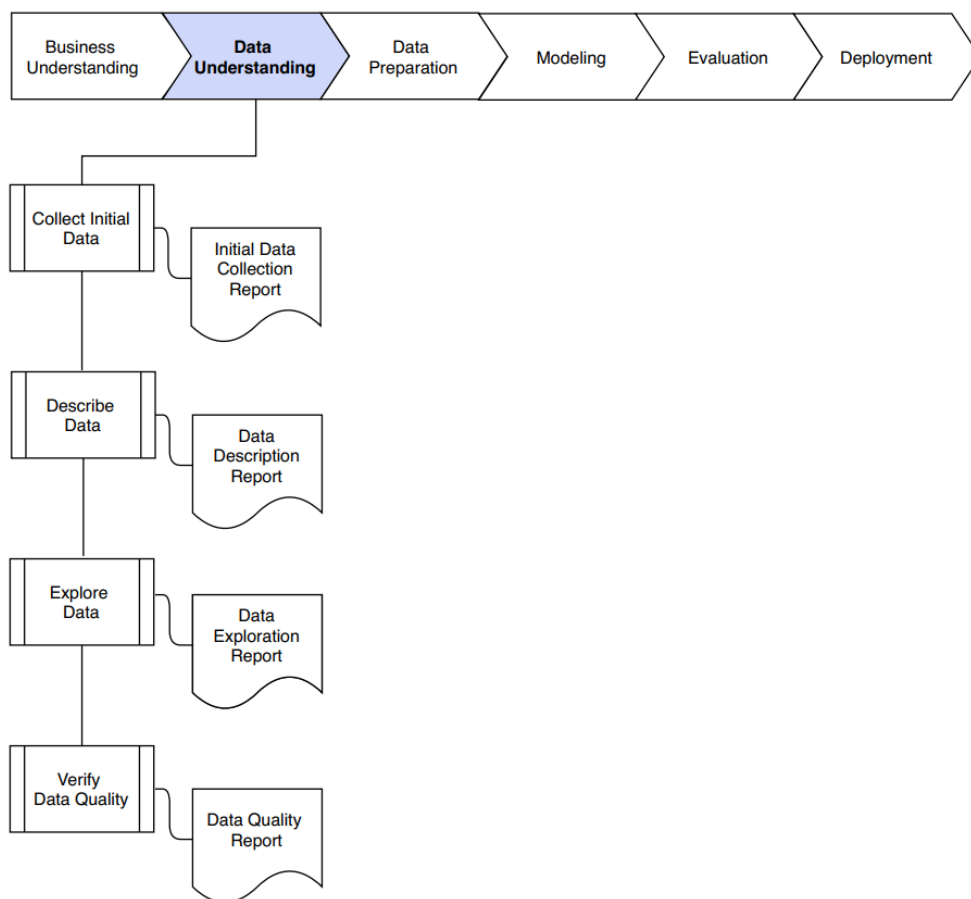 Business
Understanding
Data
Understanding
Data
Preparation
Modeling
Evaluation
Deployment
Collect Initial
Data
Initial Data
Collection
Report
Describe
Data
Data
Description
Report
Explore
Data
Data
Exploration
Report
Verify
Data Quality
Data Quality
Report